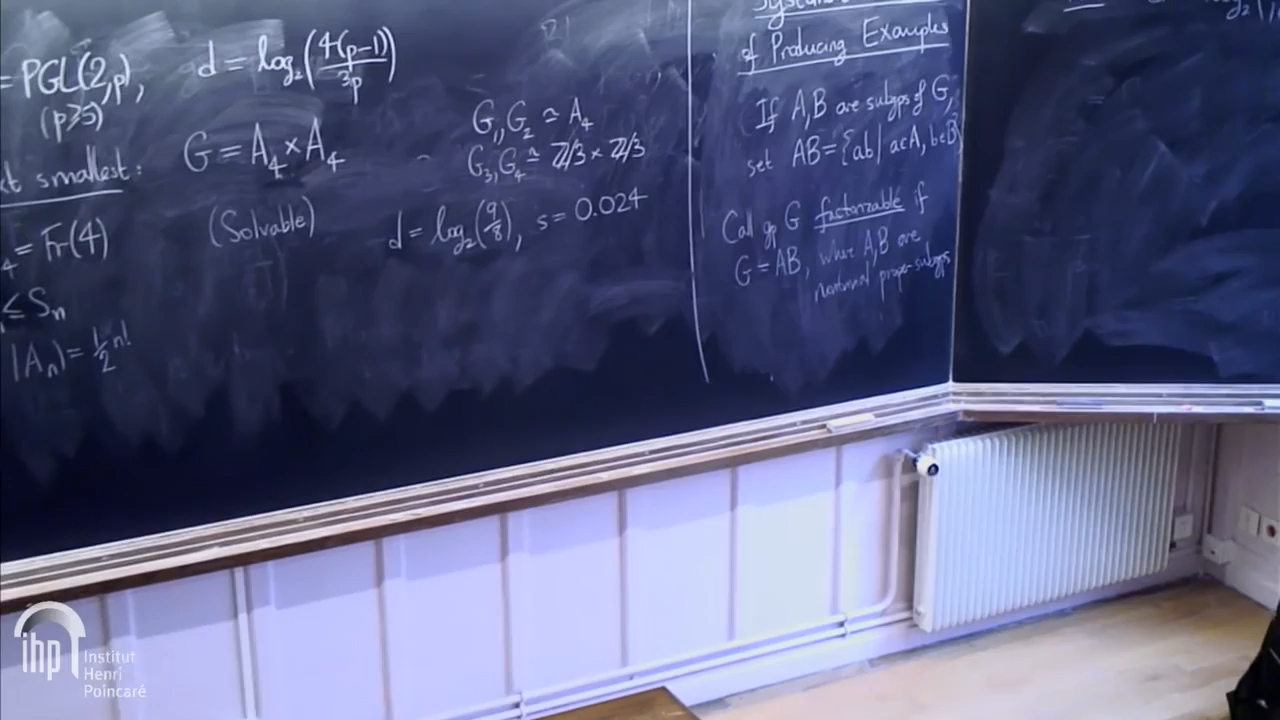 = PGL(2,p),
(p≥5)
d = log₂(4(p-1)/3p)
smallest:
G = A₄ × A₄
(Solvable)
G₁,G₂ ≃ A₄
G₃,G₄ ≃ ℤ/3 × ℤ/3
₄ = Fr(4)
d = log₂(9/8), s = 0.024
≤ Sₙ
|Aₙ| = ½ n!
of Producing Examples
If A,B are subgps of G,
set AB = {ab | a∈A, b∈B
Call gp G factorizable if
G = AB, where A,B are
proper subgps
ihp
Institut
Henri
Poincaré